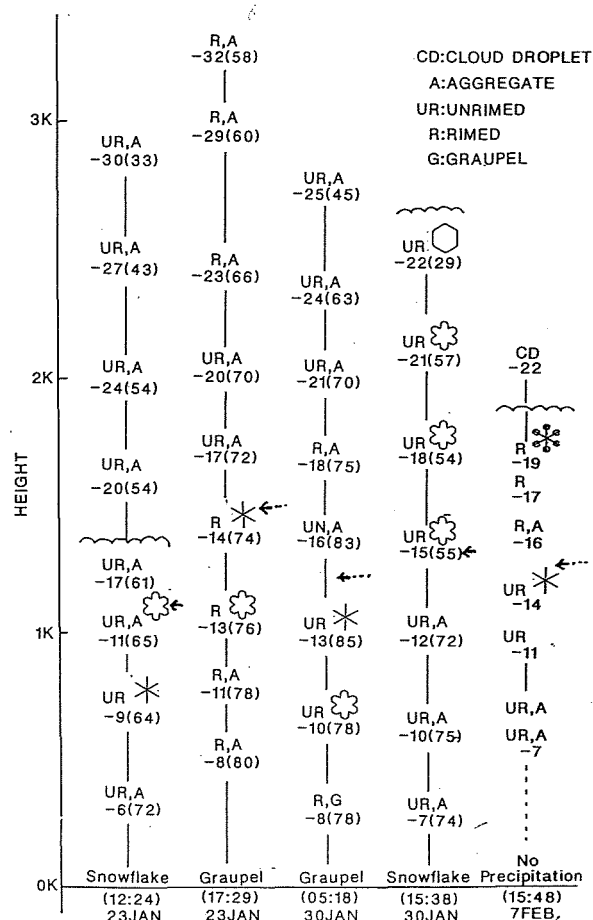 CD:CLOUD DROPLET
A:AGGREGATE
UR:UNRIMED
R:RIMED
G:GRAUPEL
HEIGHT
3K
2K
1K
0K
UR,A
-30(33)
UR,A
-27(43)
UR,A
-24(54)
UR,A
-20(54)
UR,A
-17(61)
UR,A
-11(65)
UR
-9(64)
UR,A
-6(72)
Snowflake
(12:24)
23JAN
R,A
-32(58)
R,A
-29(60)
R,A
-23(66)
UR,A
-20(70)
UR,A
-17(72)
R
-14(74)
R
-13(76)
R,A
-11(78)
R,A
-8(80)
Graupel
(17:29)
23JAN
UR,A
-25(45)
UR,A
-24(63)
UR,A
-21(70)
R,A
-18(75)
UN,A
-16(83)
UR
-13(85)
UR
-10(78)
R,G
-8(78)
Graupel
(05:18)
30JAN
UR
-22(29)
UR
-21(57)
UR
-18(54)
UR
-15(55)
UR,A
-12(72)
UR,A
-10(75)
UR,A
-7(74)
Snowflake
(15:38)
30JAN
CD
-22
R
-19
R
-17
R,A
-16
UR
-14
UR
-11
UR,A
UR,A
-7
No
Precipitation
(15:48)
7FEB,